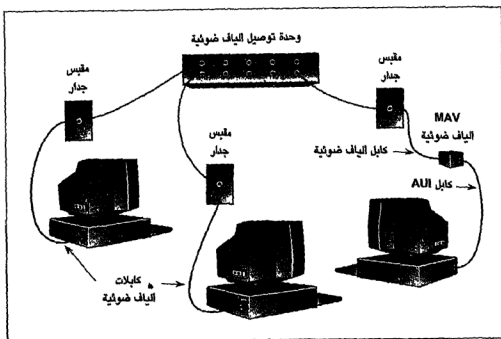 وحدة توصيل الياف ضوئية
مقبس
جدار
مقبس
جدار
مقبس
جدار
MAV
الياف ضوئية
كابل الياف ضوئية
كابل AUI
كابلات
الياف ضوئية